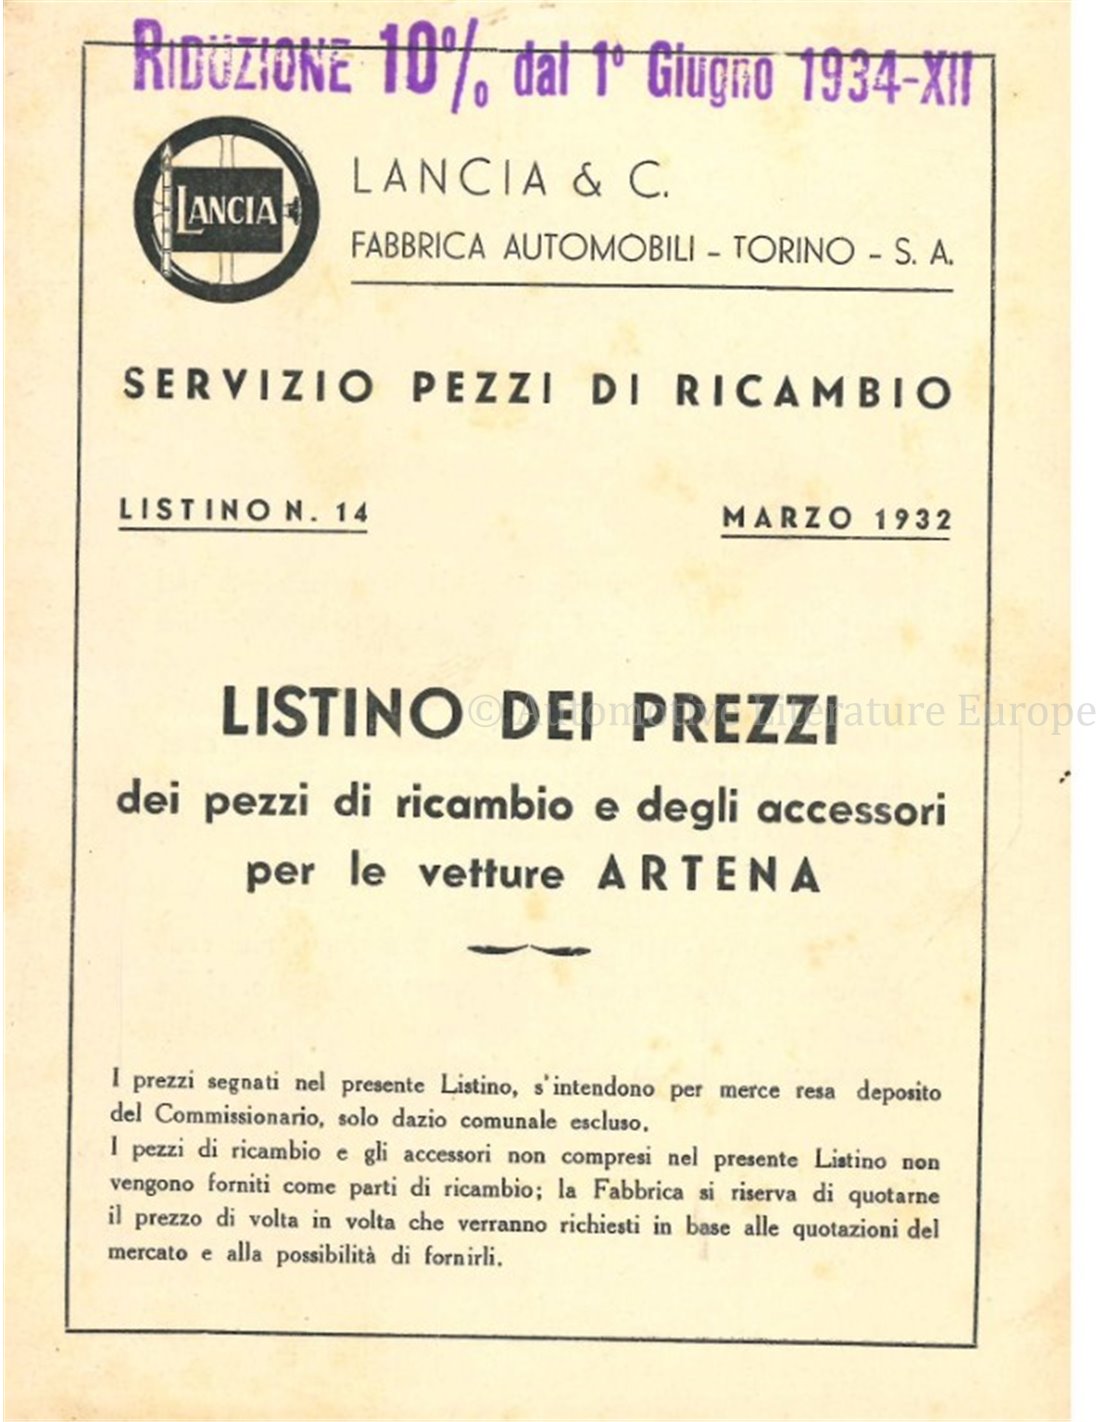 RIDUZIONE 10% dal 1° Giugno 1934-XII
LANCIA
LANCIA & C.
FABBRICA AUTOMOBILI - TORINO - S. A.
SERVIZIO PEZZI DI RICAMBIO
LISTINO N. 14
MARZO 1932
LISTINO DEI PREZZI
© Automotive Literature Europe
dei pezzi di ricambio e degli accessori
per le vetture ARTENA
I prezzi segnati nel presente Listino, s'intendono per merce resa deposito
del Commissionario, solo dazio comunale escluso.
I pezzi di ricambio e gli accessori non compresi nel presente Listino non
vengono forniti come parti di ricambio; la Fabbrica si riserva di quotarne
il prezzo di volta in volta che verranno richiesti in base alle quotazioni del
mercato e alla possibilità di fornirli.